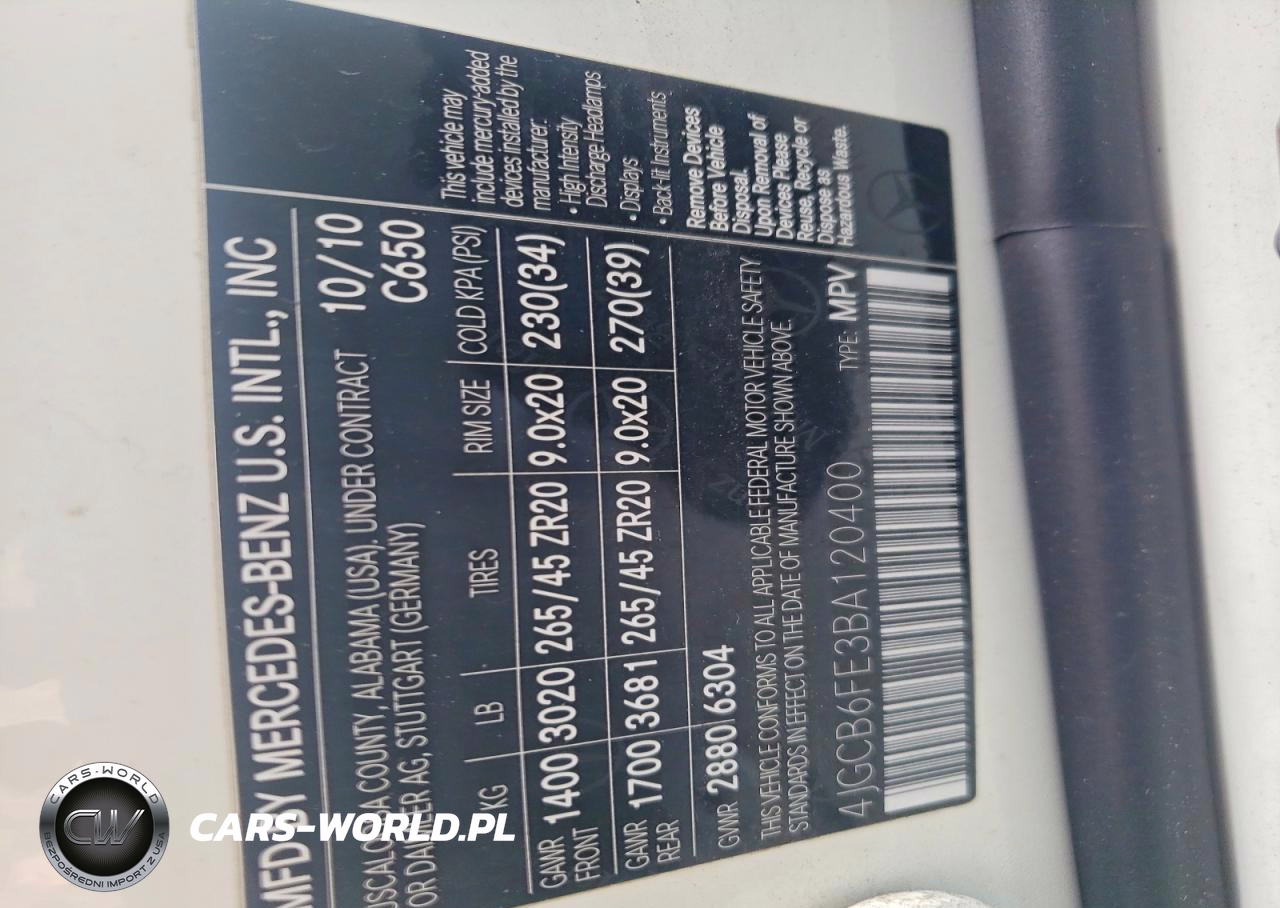 MFD BY MERCEDES-BENZ U.S. INTL., INC
USCALOOSA COUNTY, ALABAMA (USA), UNDER CONTRACT 10/10
OR DAIMLER AG, STUTTGART (GERMANY) C650
KG LB TIRES RIM SIZE COLD KPA (PSI)
GAWR FRONT 1400 3020 265/45 ZR20 9.0x20 230(34)
GAWR REAR 1700 3681 265/45 ZR20 9.0x20 270(39)
GVWR 2880 6304
THIS VEHICLE CONFORMS TO ALL APPLICABLE FEDERAL MOTOR VEHICLE SAFETY
STANDARDS IN EFFECT ON THE DATE OF MANUFACTURE SHOWN ABOVE.
4JGCB6FE3BA120400 TYPE: MPV
This vehicle may
include mercury-added
devices installed by the
manufacturer:
• High Intensity
Discharge Headlamps
• Displays
• Back-lit Instruments
Remove Devices
Before Vehicle
Disposal.
Upon Removal of
Devices Please
Reuse, Recycle or
Dispose as
Hazardous Waste.
CARS-WORLD
CW
BEZPOŚREDNI IMPORT Z USA
CARS-WORLD.PL